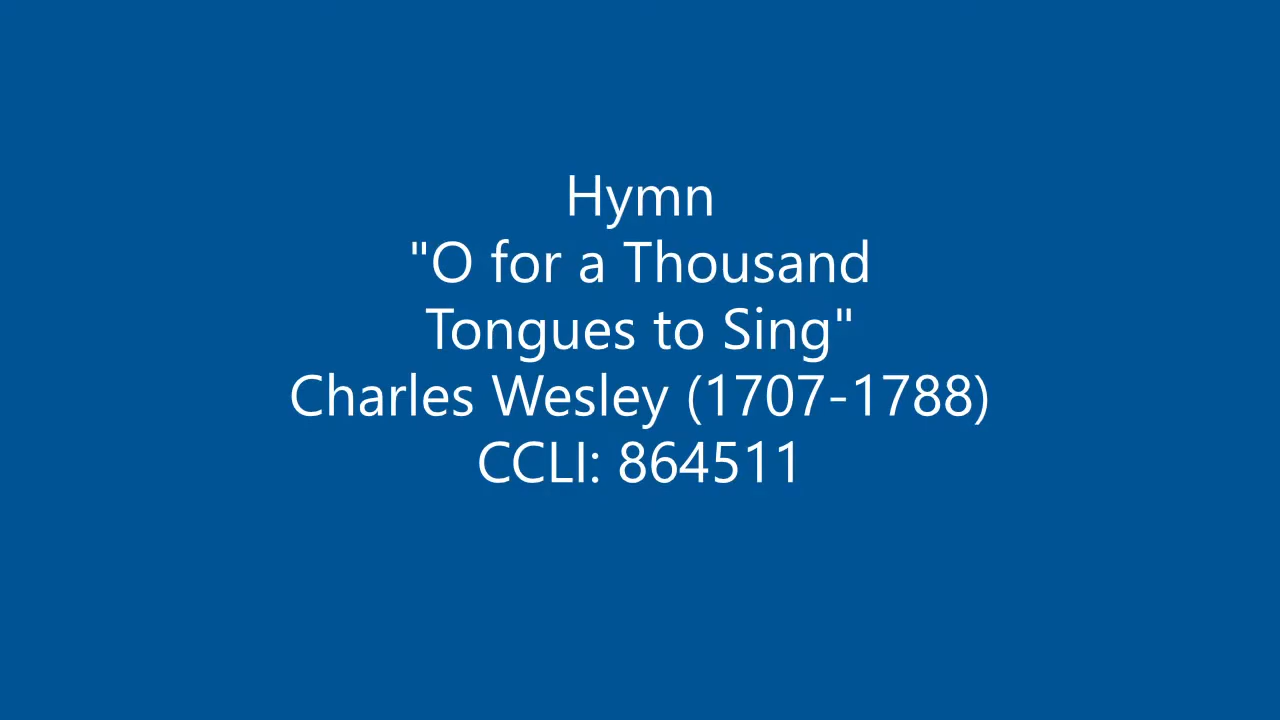 Hymn
"O for a Thousand
Tongues to Sing"
Charles Wesley (1707-1788)
CCLI: 864511